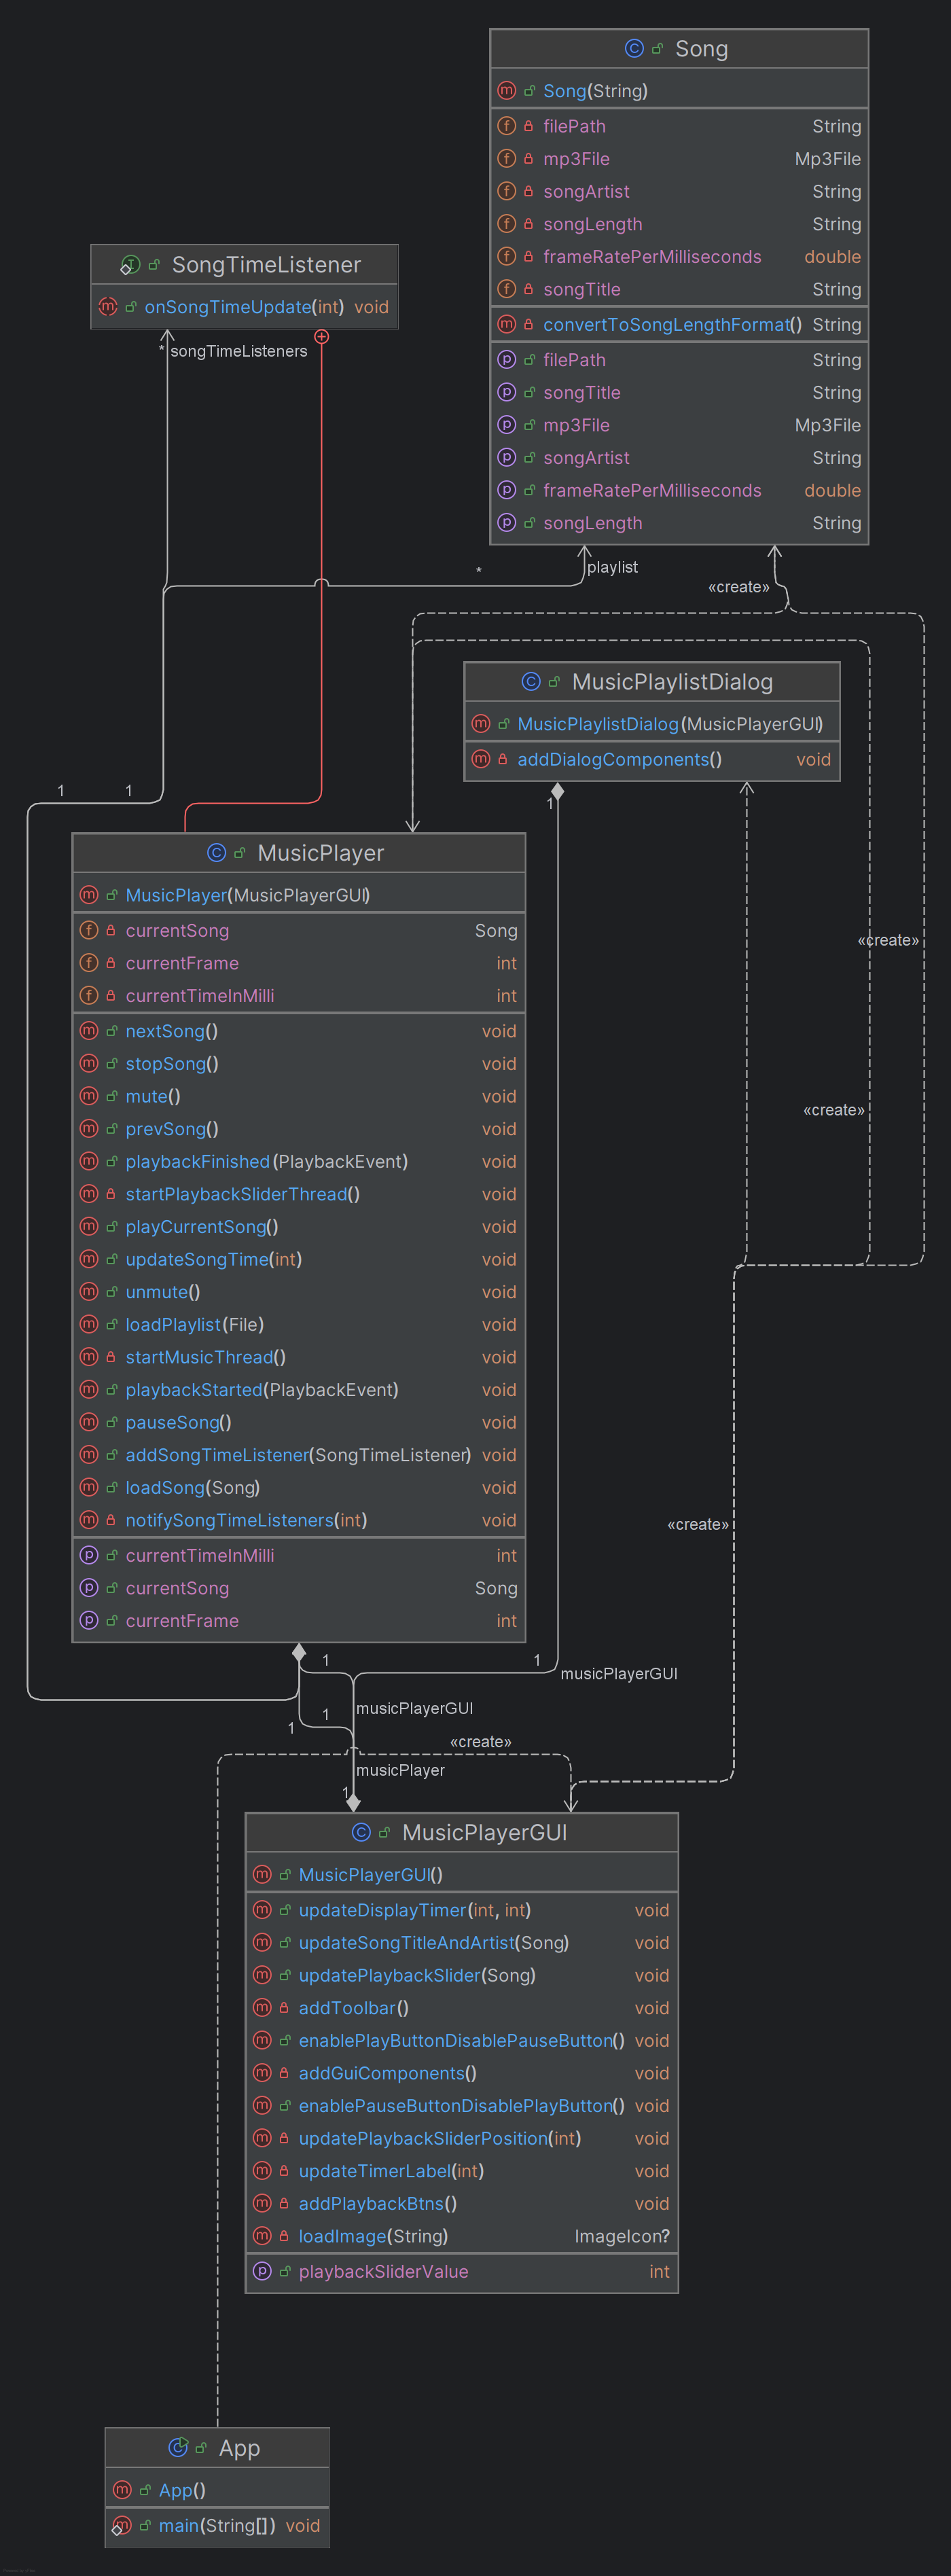 Song
Song(String)
filePath String
mp3File Mp3File
songArtist String
songLength String
frameRatePerMilliseconds double
songTitle String
convertToSongLengthFormat() String
filePath String
songTitle String
mp3File Mp3File
songArtist String
frameRatePerMilliseconds double
songLength String
SongTimeListener
onSongTimeUpdate(int) void
* songTimeListeners
* playlist
«create»
MusicPlaylistDialog
MusicPlaylistDialog(MusicPlayerGUI)
addDialogComponents() void
1 1
1
MusicPlayer
MusicPlayer(MusicPlayerGUI)
currentSong Song
currentFrame int
currentTimeInMilli int
nextSong() void
stopSong() void
mute() void
prevSong() void
playbackFinished(PlaybackEvent) void
startPlaybackSliderThread() void
playCurrentSong() void
updateSongTime(int) void
unmute() void
loadPlaylist(File) void
startMusicThread() void
playbackStarted(PlaybackEvent) void
pauseSong() void
addSongTimeListener(SongTimeListener) void
loadSong(Song) void
notifySongTimeListeners(int) void
currentTimeInMilli int
currentSong Song
currentFrame int
«create»
«create»
«create»
1 1
musicPlayerGUI
musicPlayerGUI
1 1
«create»
musicPlayer
1
MusicPlayerGUI
MusicPlayerGUI()
updateDisplayTimer(int, int) void
updateSongTitleAndArtist(Song) void
updatePlaybackSlider(Song) void
addToolbar() void
enablePlayButtonDisablePauseButton() void
addGuiComponents() void
enablePauseButtonDisablePlayButton() void
updatePlaybackSliderPosition(int) void
updateTimerLabel(int) void
addPlaybackBtns() void
loadImage(String) ImageIcon?
playbackSliderValue int
App
App()
main(String[]) void